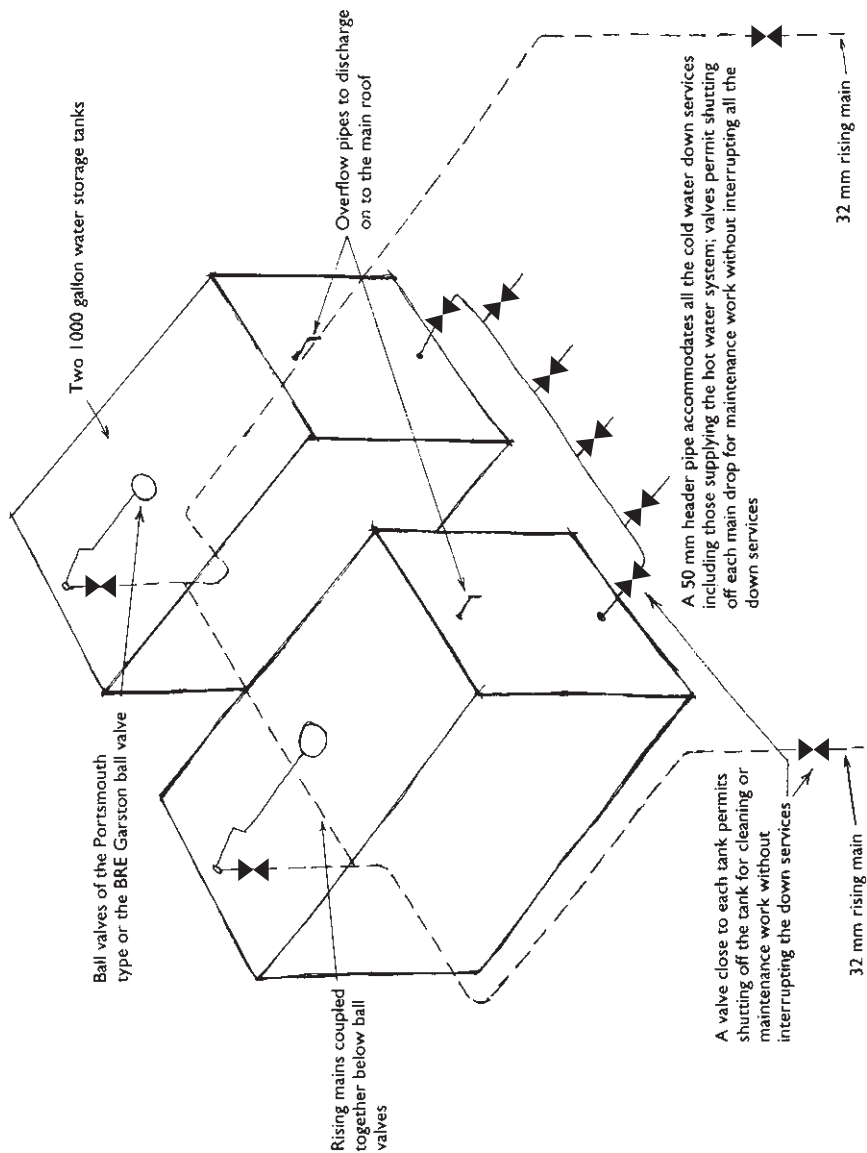 Two 1000 gallon water storage tanks
Ball valves of the Portsmouth
type or the BRE Garston ball valve
Overflow pipes to discharge
on to the main roof
Rising mains coupled
together below ball
valves
A 50 mm header pipe accommodates all the cold water down services
including those supplying the hot water system; valves permit shutting
off each main drop for maintenance work without interrupting all the
down services
A valve close to each tank permits
shutting off the tank for cleaning or
maintenance work without
interrupting the down services
32 mm rising main
32 mm rising main